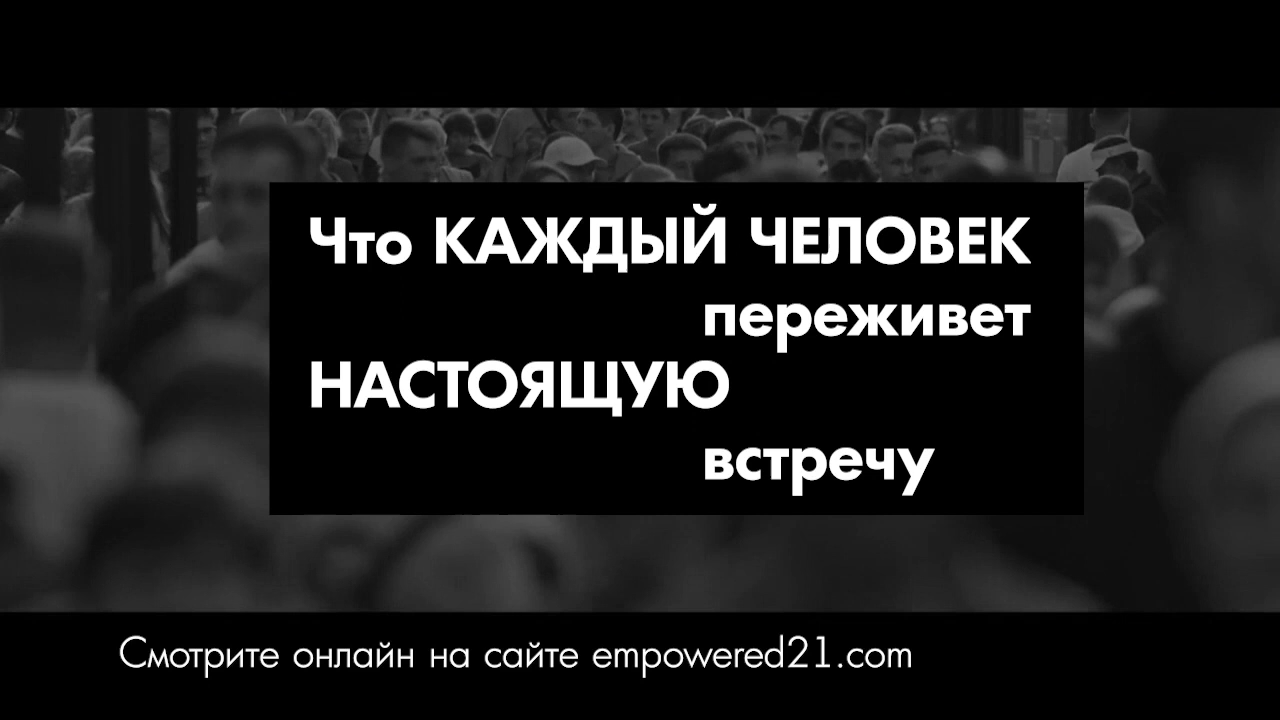 Что КАЖДЫЙ ЧЕЛОВЕК
переживет
НАСТОЯЩУЮ
встречу
Смотрите онлайн на сайте empowered21.com